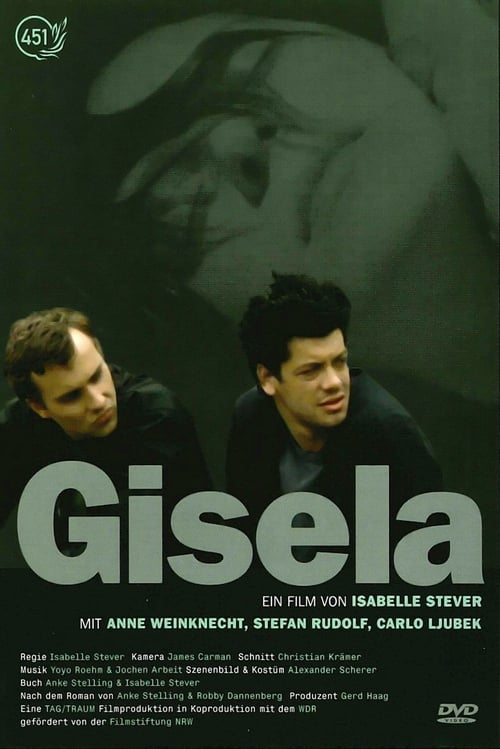 451
Gisela
EIN FILM VON ISABELLE STEVER
MIT ANNE WEINKNECHT, STEFAN RUDOLF, CARLO LJUBEK
Regie Isabelle Stever Kamera James Carman Schnitt Christian Krämer
Musik Yoyo Roehm & Jochen Arbeit Szenenbild & Kostüm Alexander Scherer
Buch Anke Stelling & Isabelle Stever
Nach dem Roman von Anke Stelling & Robby Dannenberg Produzent Gerd Haag
Eine TAG/TRAUM Filmproduktion in Koproduktion mit dem WDR
gefördert von der Filmstiftung NRW
DVD
VIDEO